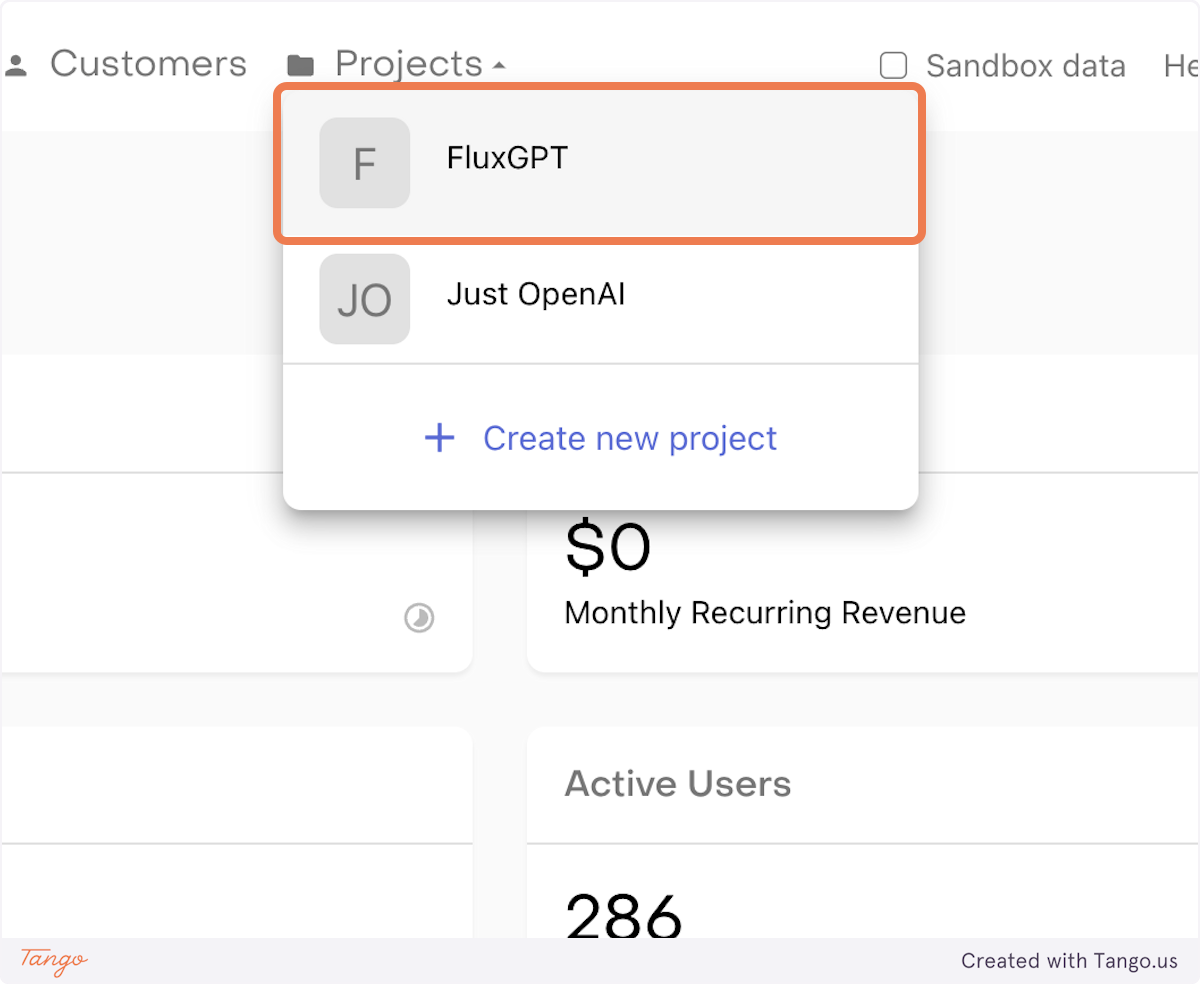 Customers
Projects
Sandbox data
He
F
FluxGPT
JO
Just OpenAI
+ Create new project
$0
Monthly Recurring Revenue
Active Users
286
Tango
Created with Tango.us